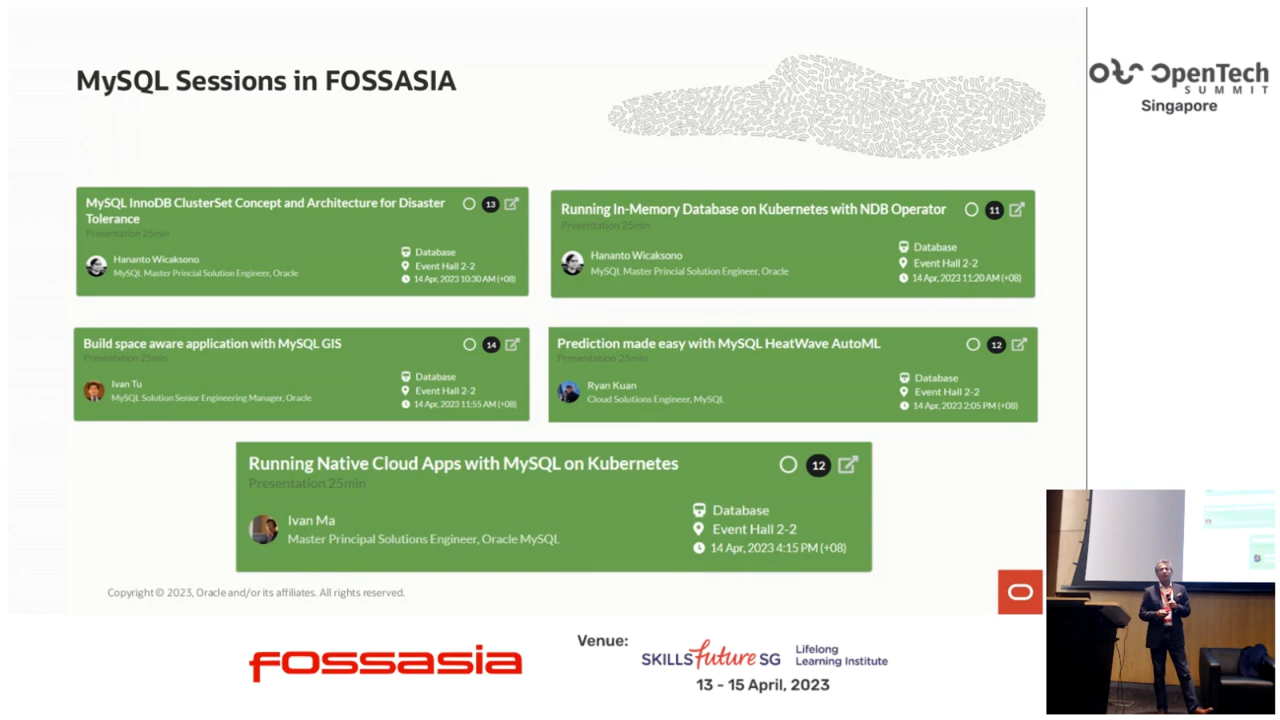 MySQL Sessions in FOSSASIA
OpenTech
SUMMIT
Singapore
MySQL InnoDB ClusterSet Concept and Architecture for Disaster
Tolerance
13
Presentation 25min
Hananto Wicaksono
MySQL Master Princial Solution Engineer, Oracle
Database
Event Hall 2-2
14 Apr, 2023 10:30 AM (+08)
Running In-Memory Database on Kubernetes with NDB Operator
11
Presentation 25min
Hananto Wicaksono
MySQL Master Princial Solution Engineer, Oracle
Database
Event Hall 2-2
14 Apr, 2023 11:20 AM (+08)
Build space aware application with MySQL GIS
14
Presentation 25min
Ivan Tu
MySQL Solution Senior Engineering Manager, Oracle
Database
Event Hall 2-2
14 Apr, 2023 11:55 AM (+08)
Prediction made easy with MySQL HeatWave AutoML
12
Presentation 25min
Ryan Kuan
Cloud Solutions Engineer, MySQL
Database
Event Hall 2-2
14 Apr, 2023 2:05 PM (+08)
Running Native Cloud Apps with MySQL on Kubernetes
12
Presentation 25min
Ivan Ma
Master Principal Solutions Engineer, Oracle MySQL
Database
Event Hall 2-2
14 Apr, 2023 4:15 PM (+08)
Copyright © 2023, Oracle and/or its affiliates. All rights reserved.
fossasia
Venue:
SKILLS future SG
Lifelong
Learning Institute
13 - 15 April, 2023